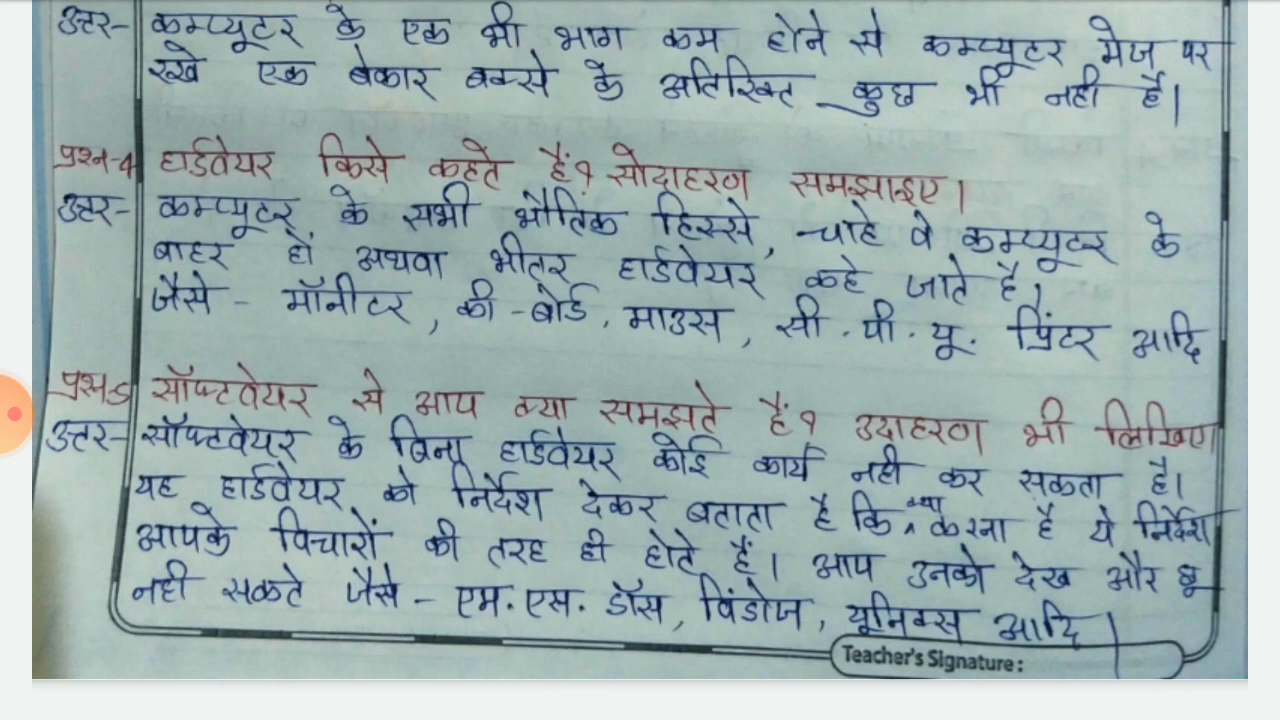 उत्तर- कम्प्यूटर के एक भी भाग कम होने से कम्प्यूटर मेज पर
रखे एक बेकार बक्से के अतिरिक्त कुछ भी नही है।
प्रश्न-4 हार्डवेयर किसे कहते हैं? सोदाहरण समझाइए।
उत्तर- कम्प्यूटर के सभी भौतिक हिस्से, चाहे वे कम्प्यूटर के
बाहर हो अथवा भीतर हार्डवेयर कहे जाते है।
जैसे - मॉनीटर, की-बोर्ड, माउस, सी.पी.यू. प्रिंटर आदि
प्रश्न-5 सॉफ्टवेयर से आप क्या समझते हैं? उदाहरण भी लिखिए
उत्तर- सॉफ्टवेयर के बिना हार्डवेयर कोई कार्य नही कर सकता है।
यह हार्डवेयर को निर्देश देकर बताता है कि क्या करना है ये निर्देश
आपके विचारों की तरह ही होते हैं। आप उनको देख और छू
नही सकते जैसे - एम.एस. डॉस, विंडोज, यूनिक्स आदि।
Teacher's Signature: